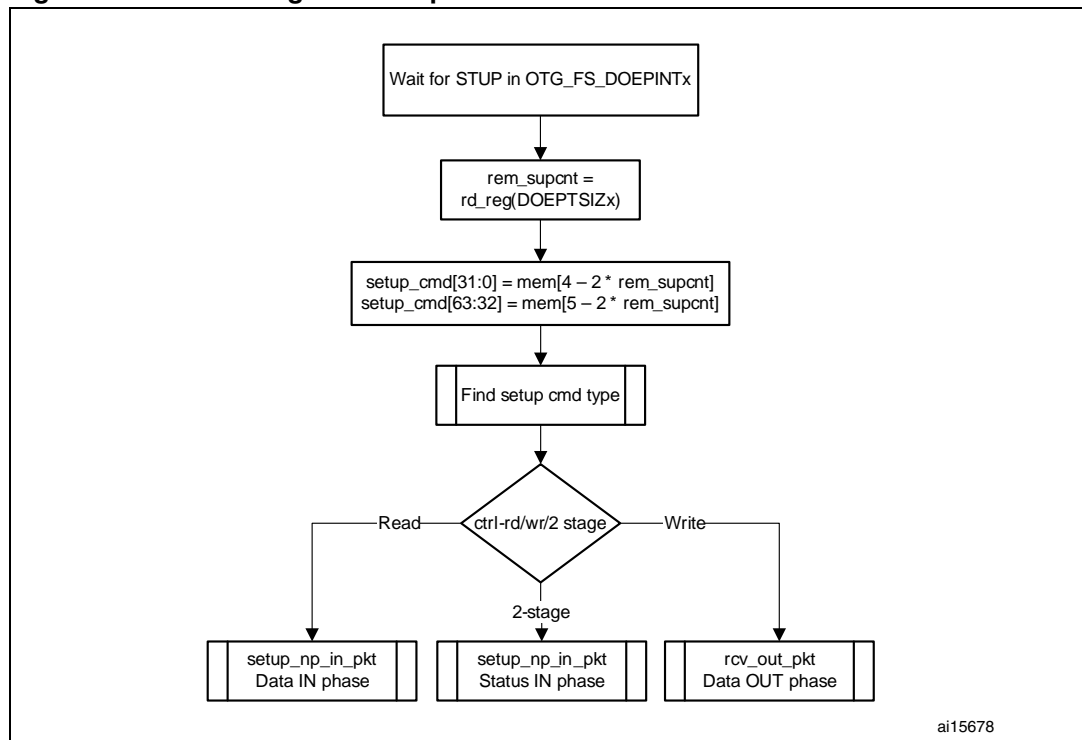 Wait for STUP in OTG_FS_DOEPINTx
rem_supcnt =
rd_reg(DOEPTSIZx)
setup_cmd[31:0] = mem[4 – 2 * rem_supcnt]
setup_cmd[63:32] = mem[5 – 2 * rem_supcnt]
Find setup cmd type
Read
ctrl-rd/wr/2 stage
Write
2-stage
setup_np_in_pkt
Data IN phase
setup_np_in_pkt
Status IN phase
rcv_out_pkt
Data OUT phase
ai15678